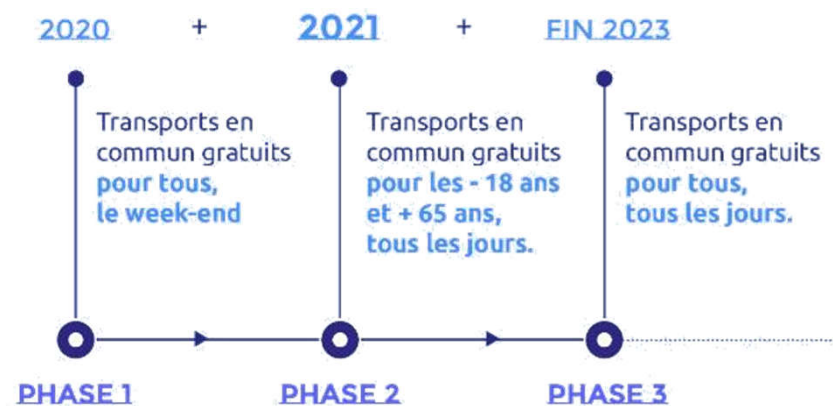 2020 + 2021 + FIN 2023
Transports en
commun gratuits
pour tous,
le week-end
Transports en
commun gratuits
pour les - 18 ans
et + 65 ans,
tous les jours.
Transports en
commun gratuits
pour tous,
tous les jours.
PHASE 1
PHASE 2
PHASE 3